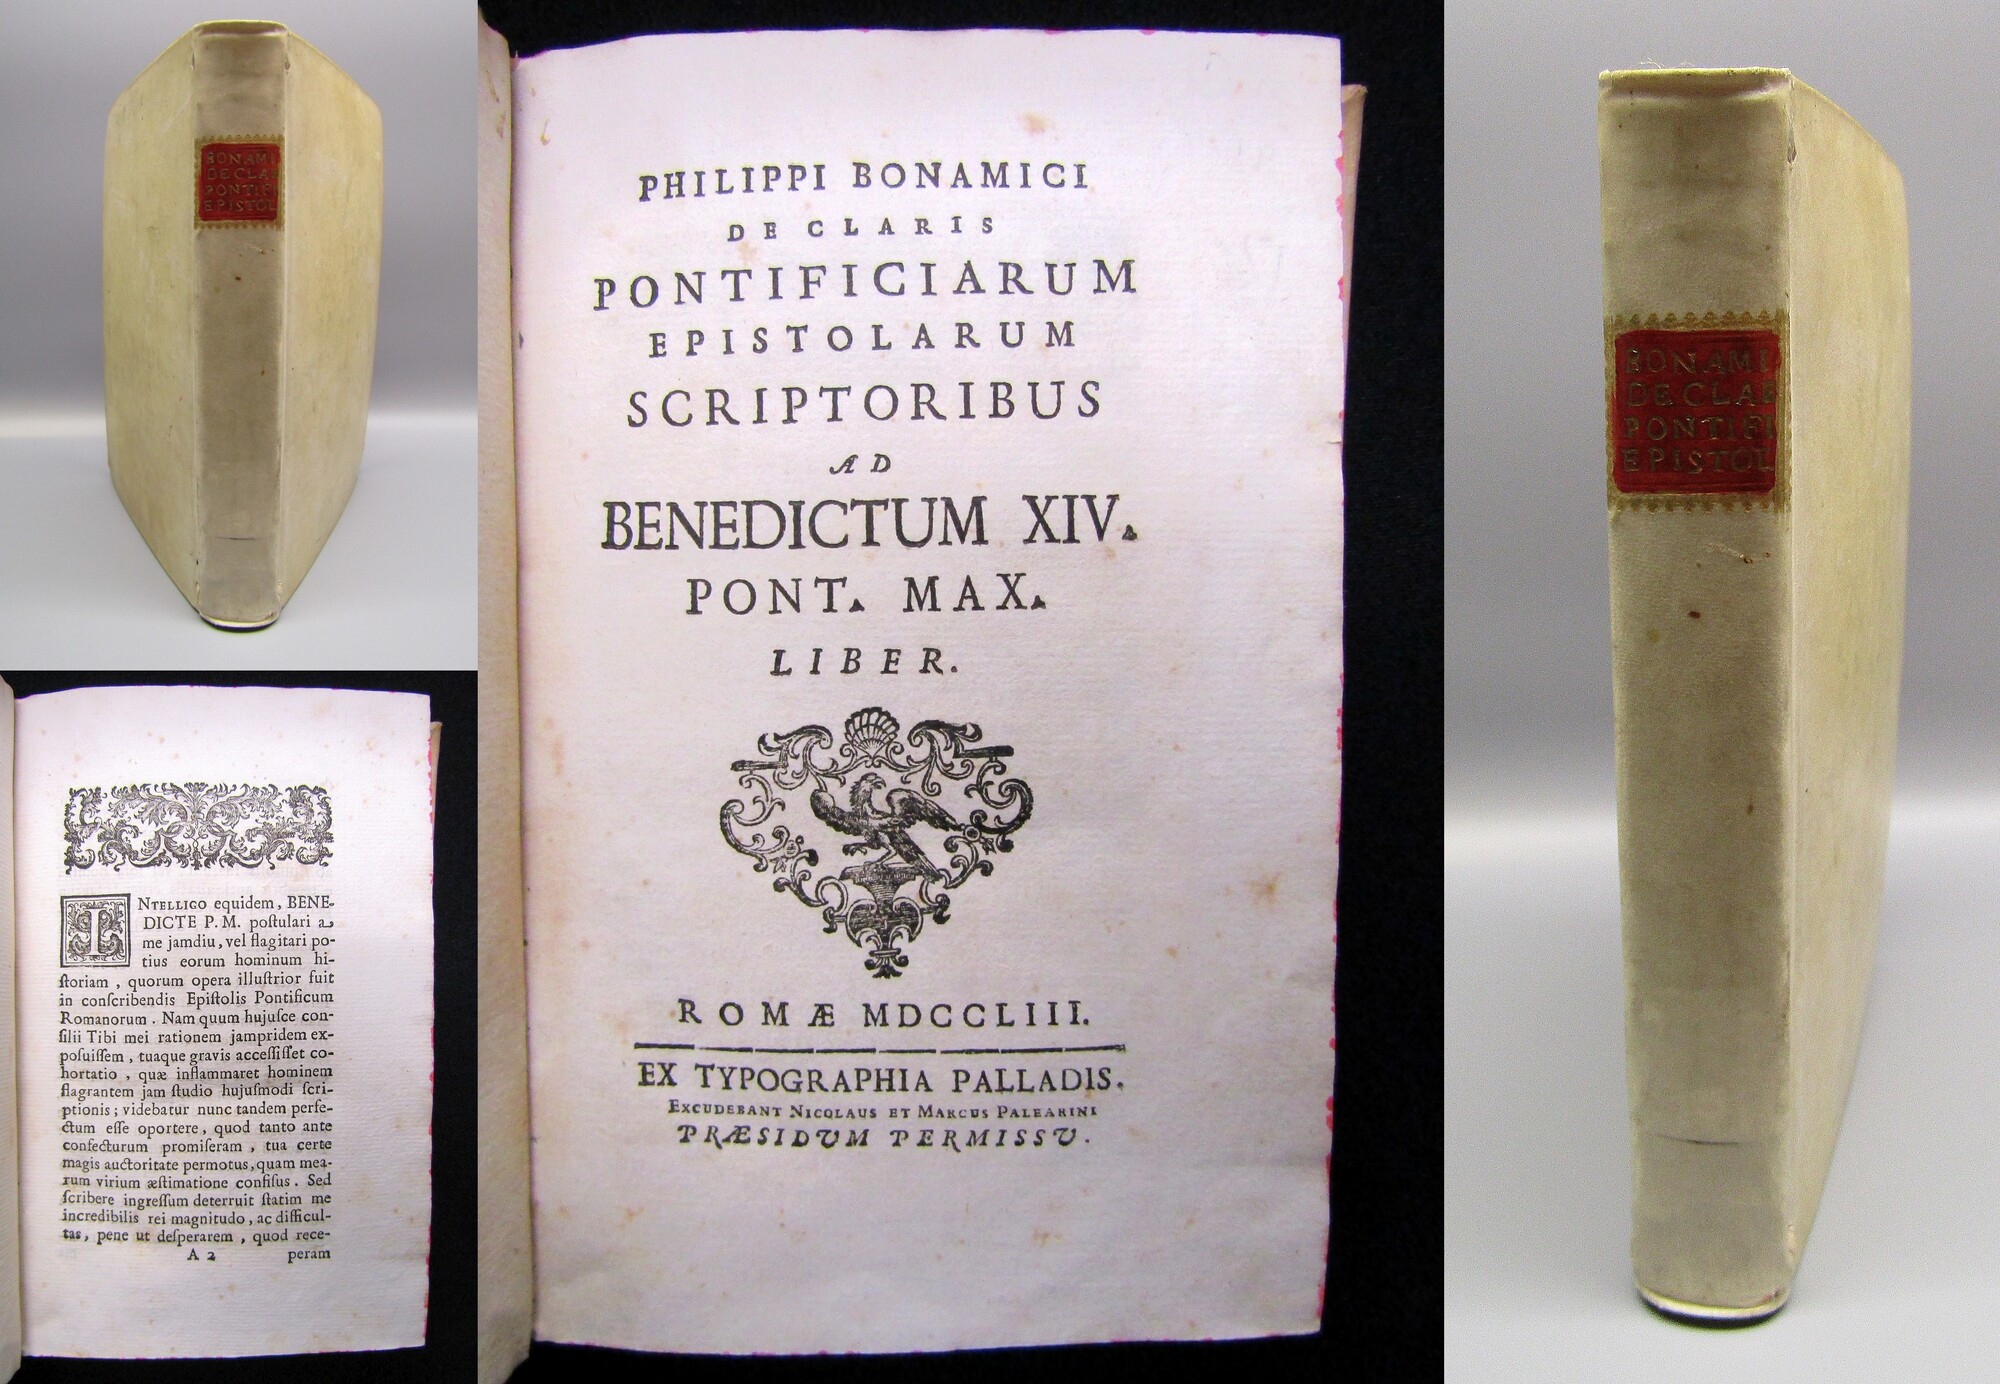 BONAMI
DE CLAR
PONTIFI
EPISTOL
NTELLIGO equidem, BENE-
DICTE P. M. poſtulari a
me jamdiu, vel flagitari po-
tius eorum hominum hi-
ſtoriam , quorum opera illuſtrior fuit
in conſcribendis Epiſtolis Pontificum
Romanorum . Nam quum hujuſce con-
ſilii Tibi mei rationem jampridem ex-
poſuiſſem , tuaque gravis acceſſiſſet co-
hortatio , quæ inflammaret hominem
flagrantem jam ſtudio hujuſmodi ſcri-
ptionis ; videbatur nunc tandem perfe-
ctum eſſe oportere , quod tanto ante
confecturum promiſeram , tua certe
magis auctoritate permotus, quam mea-
rum virium æſtimatione confiſus . Sed
ſcribere ingreſſum deterruit ſtatim me
incredibilis rei magnitudo , ac difficul-
tas, pene ut deſperarem , quod rece-
A 2 peram
PHILIPPI BONAMICI
DE CLARIS
PONTIFICIARUM
EPISTOLARUM
SCRIPTORIBUS
AD
BENEDICTUM XIV.
PONT. MAX.
LIBER.
ROMÆ MDCCLIII.
EX TYPOGRAPHIA PALLADIS.
EXCUDEBANT NICOLAUS ET MARCUS PALEARINI
PRÆSIDVM PERMISSV.
BONAMI
DE CLAR
PONTIFI
EPISTOL